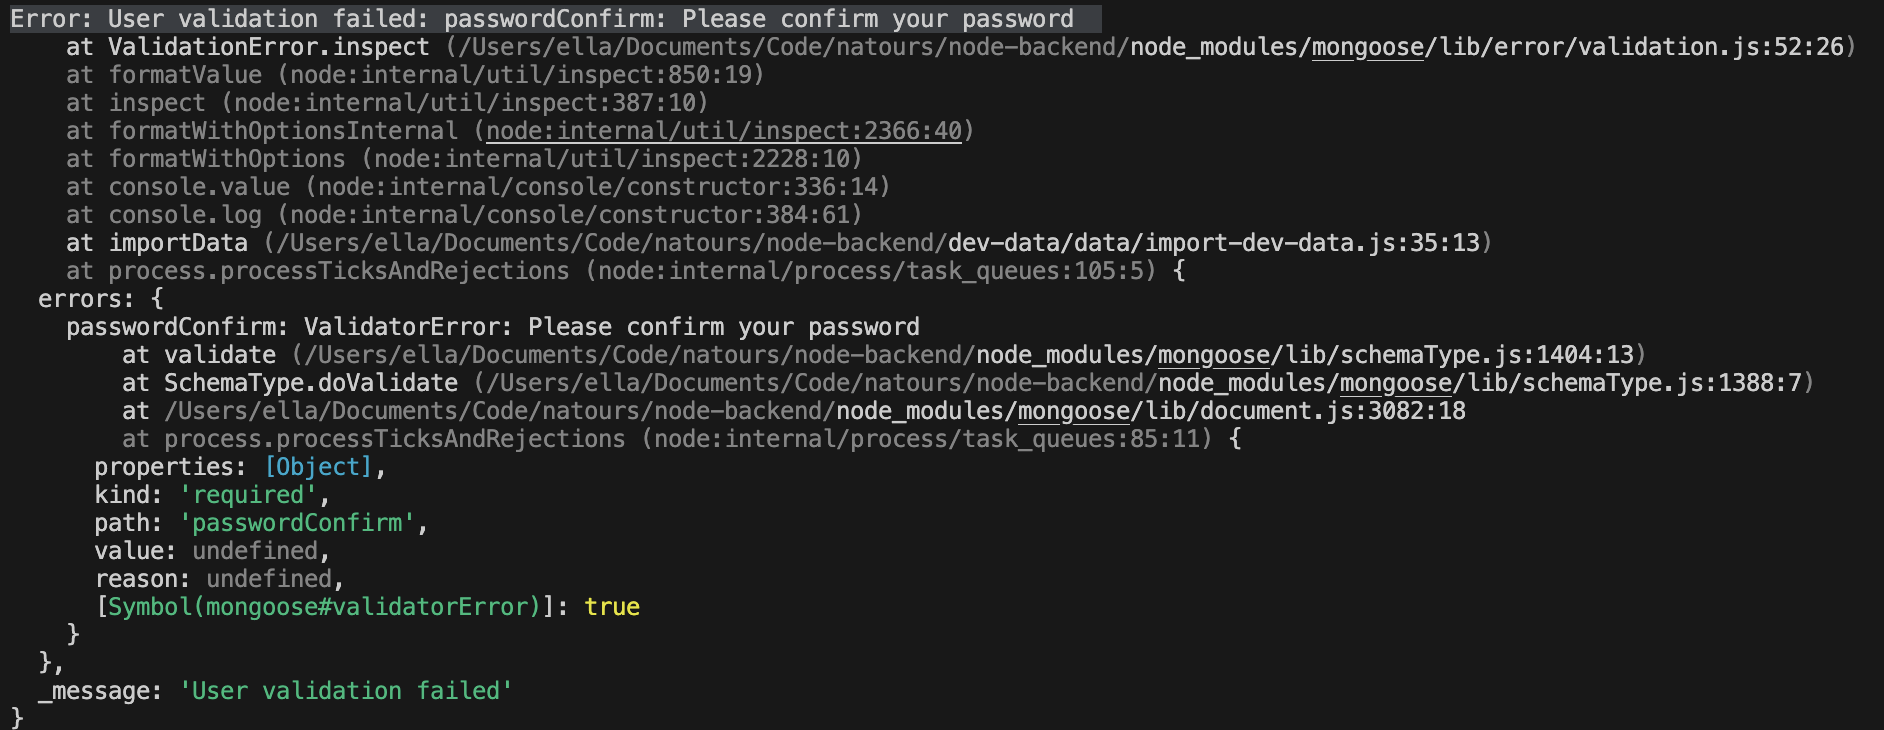 Error: User validation failed: passwordConfirm: Please confirm your password
    at ValidationError.inspect (/Users/ella/Documents/Code/natours/node-backend/node_modules/mongoose/lib/error/validation.js:52:26)
    at formatValue (node:internal/util/inspect:850:19)
    at inspect (node:internal/util/inspect:387:10)
    at formatWithOptionsInternal (node:internal/util/inspect:2366:40)
    at formatWithOptions (node:internal/util/inspect:2228:10)
    at console.value (node:internal/console/constructor:336:14)
    at console.log (node:internal/console/constructor:384:61)
    at importData (/Users/ella/Documents/Code/natours/node-backend/dev-data/data/import-dev-data.js:35:13)
    at process.processTicksAndRejections (node:internal/process/task_queues:105:5) {
  errors: {
    passwordConfirm: ValidatorError: Please confirm your password
        at validate (/Users/ella/Documents/Code/natours/node-backend/node_modules/mongoose/lib/schemaType.js:1404:13)
        at SchemaType.doValidate (/Users/ella/Documents/Code/natours/node-backend/node_modules/mongoose/lib/schemaType.js:1388:7)
        at /Users/ella/Documents/Code/natours/node-backend/node_modules/mongoose/lib/document.js:3082:18
        at process.processTicksAndRejections (node:internal/process/task_queues:85:11) {
      properties: [Object],
      kind: 'required',
      path: 'passwordConfirm',
      value: undefined,
      reason: undefined,
      [Symbol(mongoose#validatorError)]: true
    }
  },
  _message: 'User validation failed'
}